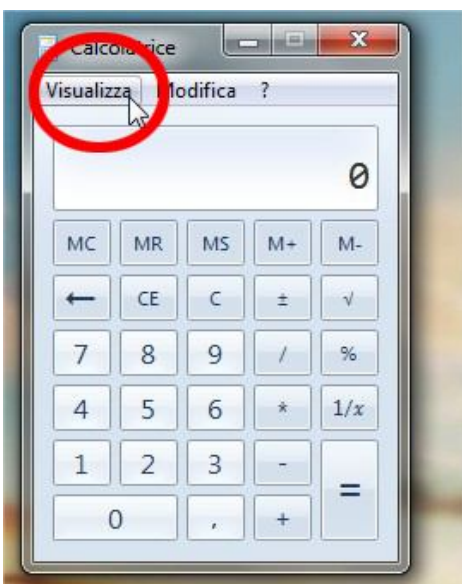 Calcolatrice
Visualizza Modifica ?
0
MC MR MS M+ M-
← CE C ± √
7 8 9 / %
4 5 6 * 1/x
1 2 3 - =
0 , +